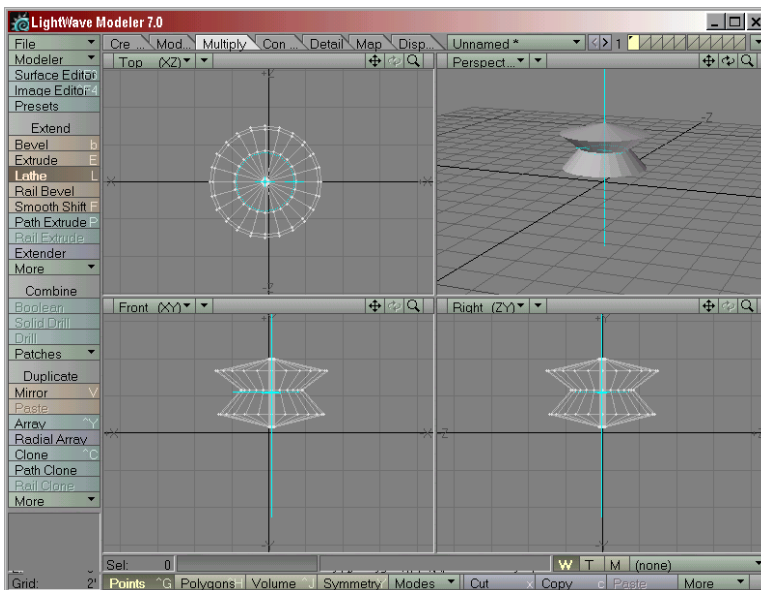 LightWave Modeler 7.0
File
Cre ... Mod... Multiply Con ... Detail Map Disp... Unnamed * 1
Modeler
Top (XZ) Perspect...
Surface Editor
Image Editor F4
Presets
Extend
Bevel b
Extrude E
Lathe L
Rail Bevel
Smooth Shift F
Path Extrude P
Rail Extrude
Extender
More
Combine
Boolean
Solid Drill
Drill
Patches
Duplicate
Mirror V
Paste
Array ^Y
Radial Array
Clone ^C
Path Clone
Rail Clone
More
-Z
Front (XY) Right (ZY)
Sel: 0 W T M (none)
Grid: 2' Points ^G Polygons H Volume ^J Symmetry Y Modes Cut x Copy c Paste More